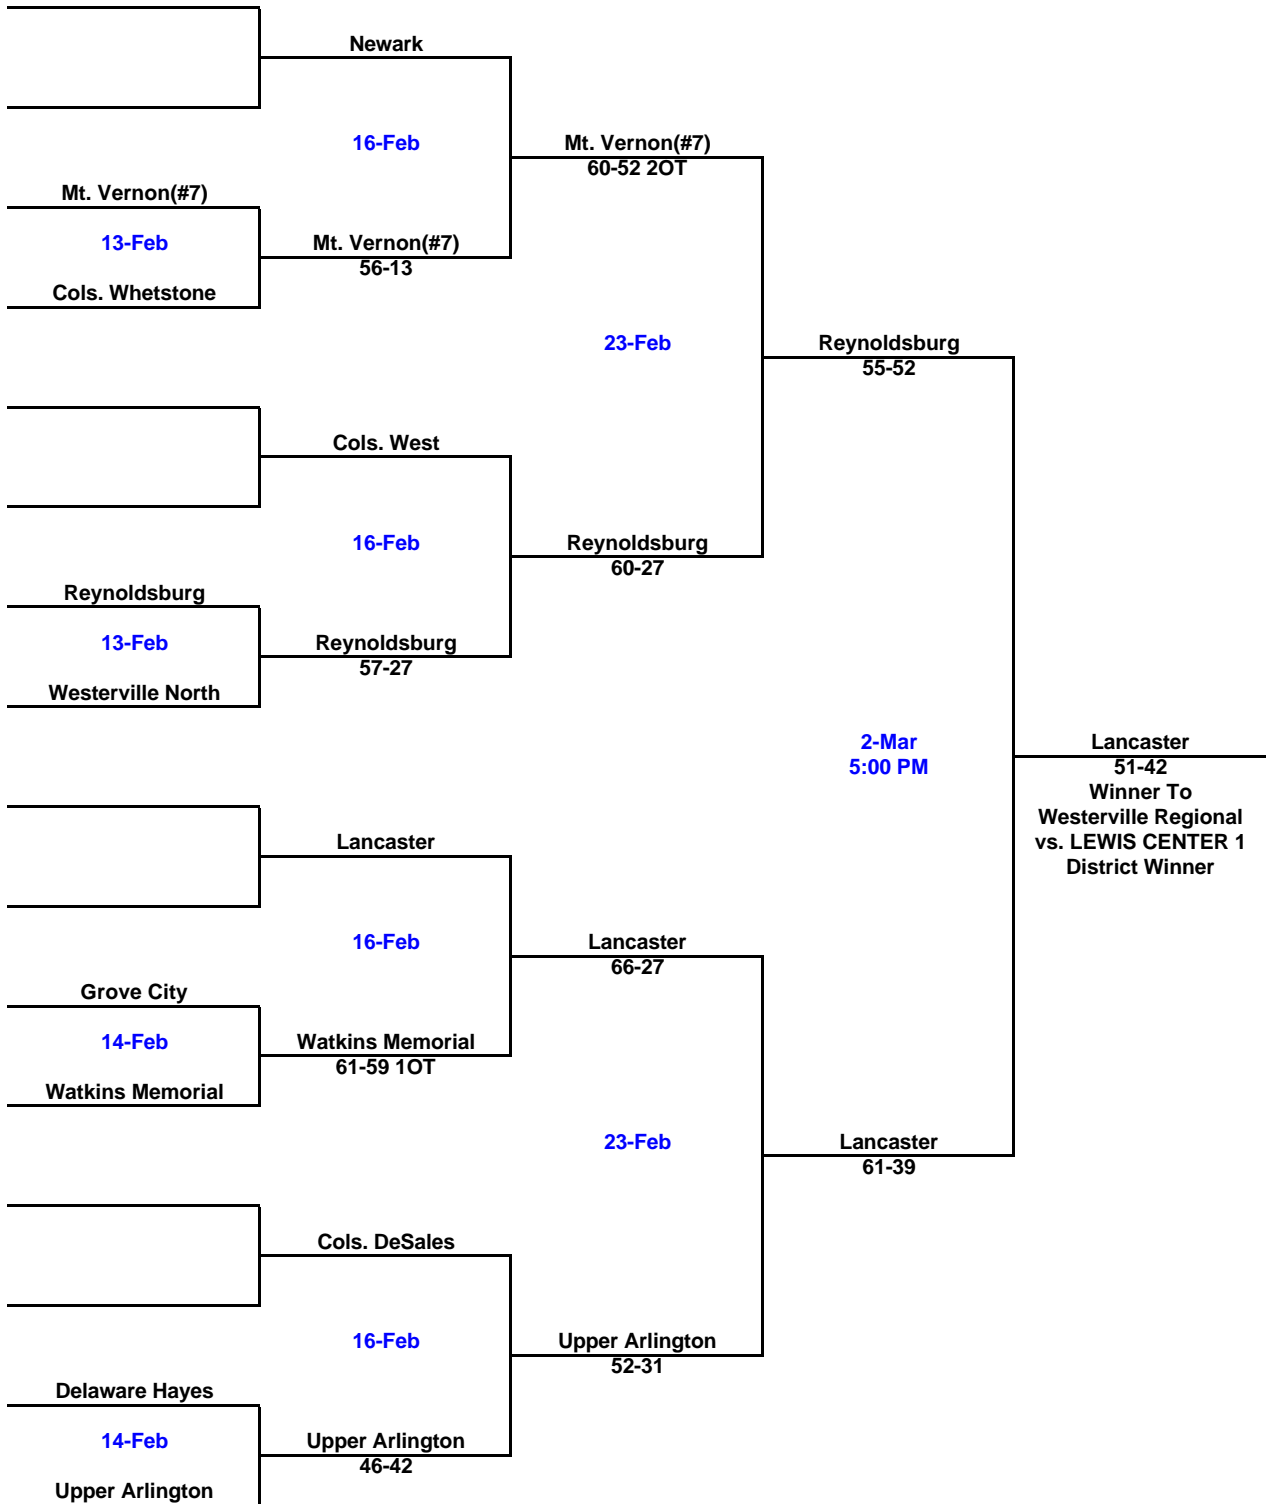 Newark
16-Feb
Mt. Vernon(#7)
60-52 2OT
Mt. Vernon(#7)
13-Feb
Mt. Vernon(#7)
56-13
Cols. Whetstone
23-Feb
Reynoldsburg
55-52
Cols. West
16-Feb
Reynoldsburg
60-27
Reynoldsburg
13-Feb
Reynoldsburg
57-27
Westerville North
2-Mar
5:00 PM
Lancaster
51-42
Winner To
Westerville Regional
vs. LEWIS CENTER 1
District Winner
Lancaster
16-Feb
Lancaster
66-27
Grove City
14-Feb
Watkins Memorial
61-59 1OT
Watkins Memorial
23-Feb
Lancaster
61-39
Cols. DeSales
16-Feb
Upper Arlington
52-31
Delaware Hayes
14-Feb
Upper Arlington
46-42
Upper Arlington